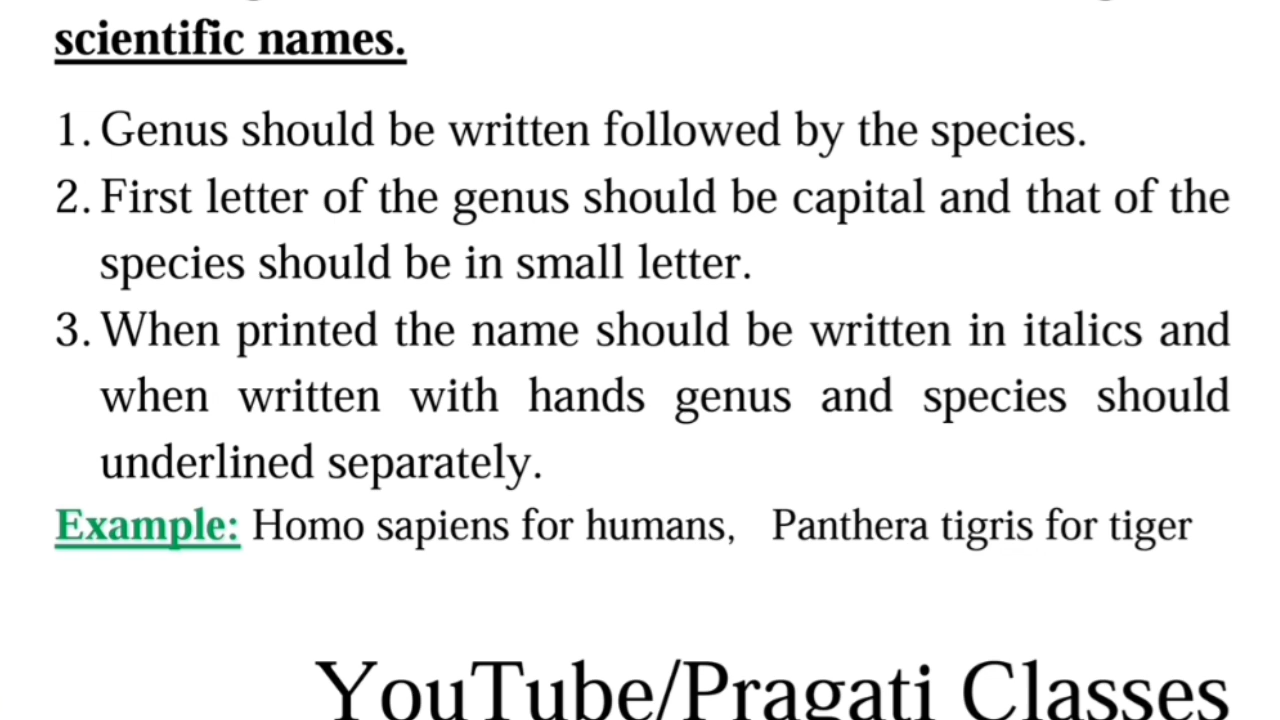 scientific names.
1. Genus should be written followed by the species.
2. First letter of the genus should be capital and that of the
species should be in small letter.
3. When printed the name should be written in italics and
when written with hands genus and species should
underlined separately.
Example: Homo sapiens for humans, Panthera tigris for tiger
YouTube/Pragati Classes